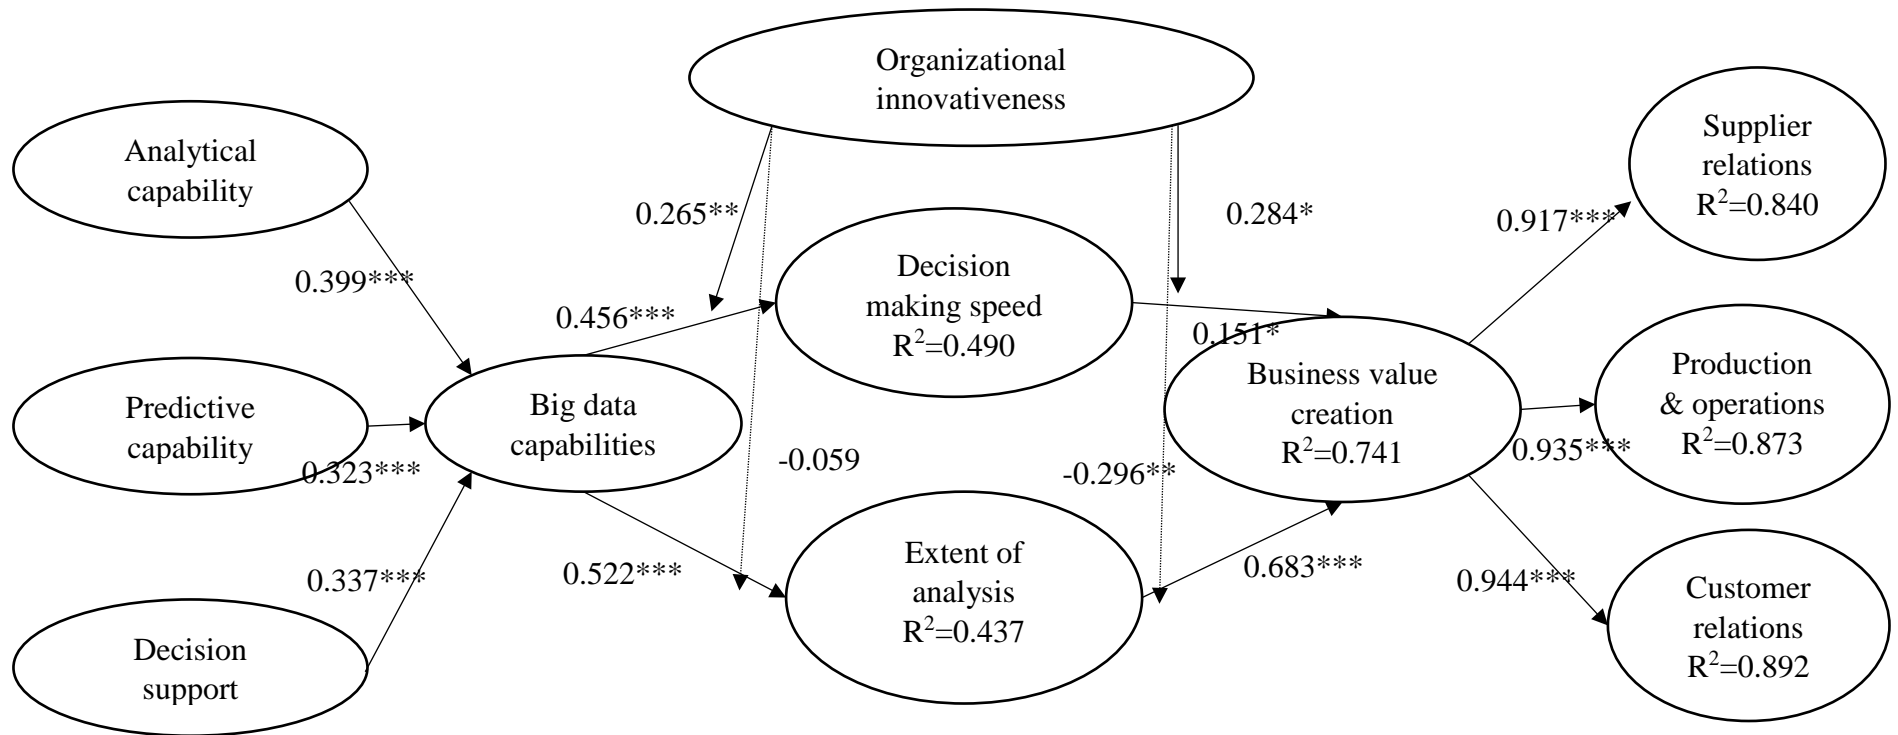 Organizational
innovativeness
Analytical
capability
0.399***
Predictive
capability
0.323***
Decision
support
0.337***
Big data
capabilities
0.265**
0.456***
0.522***
-0.059
Decision
making speed
R²=0.490
Extent of
analysis
R²=0.437
0.284*
0.151*
-0.296**
0.683***
Business value
creation
R²=0.741
0.917***
0.935***
0.944***
Supplier
relations
R²=0.840
Production
& operations
R²=0.873
Customer
relations
R²=0.892